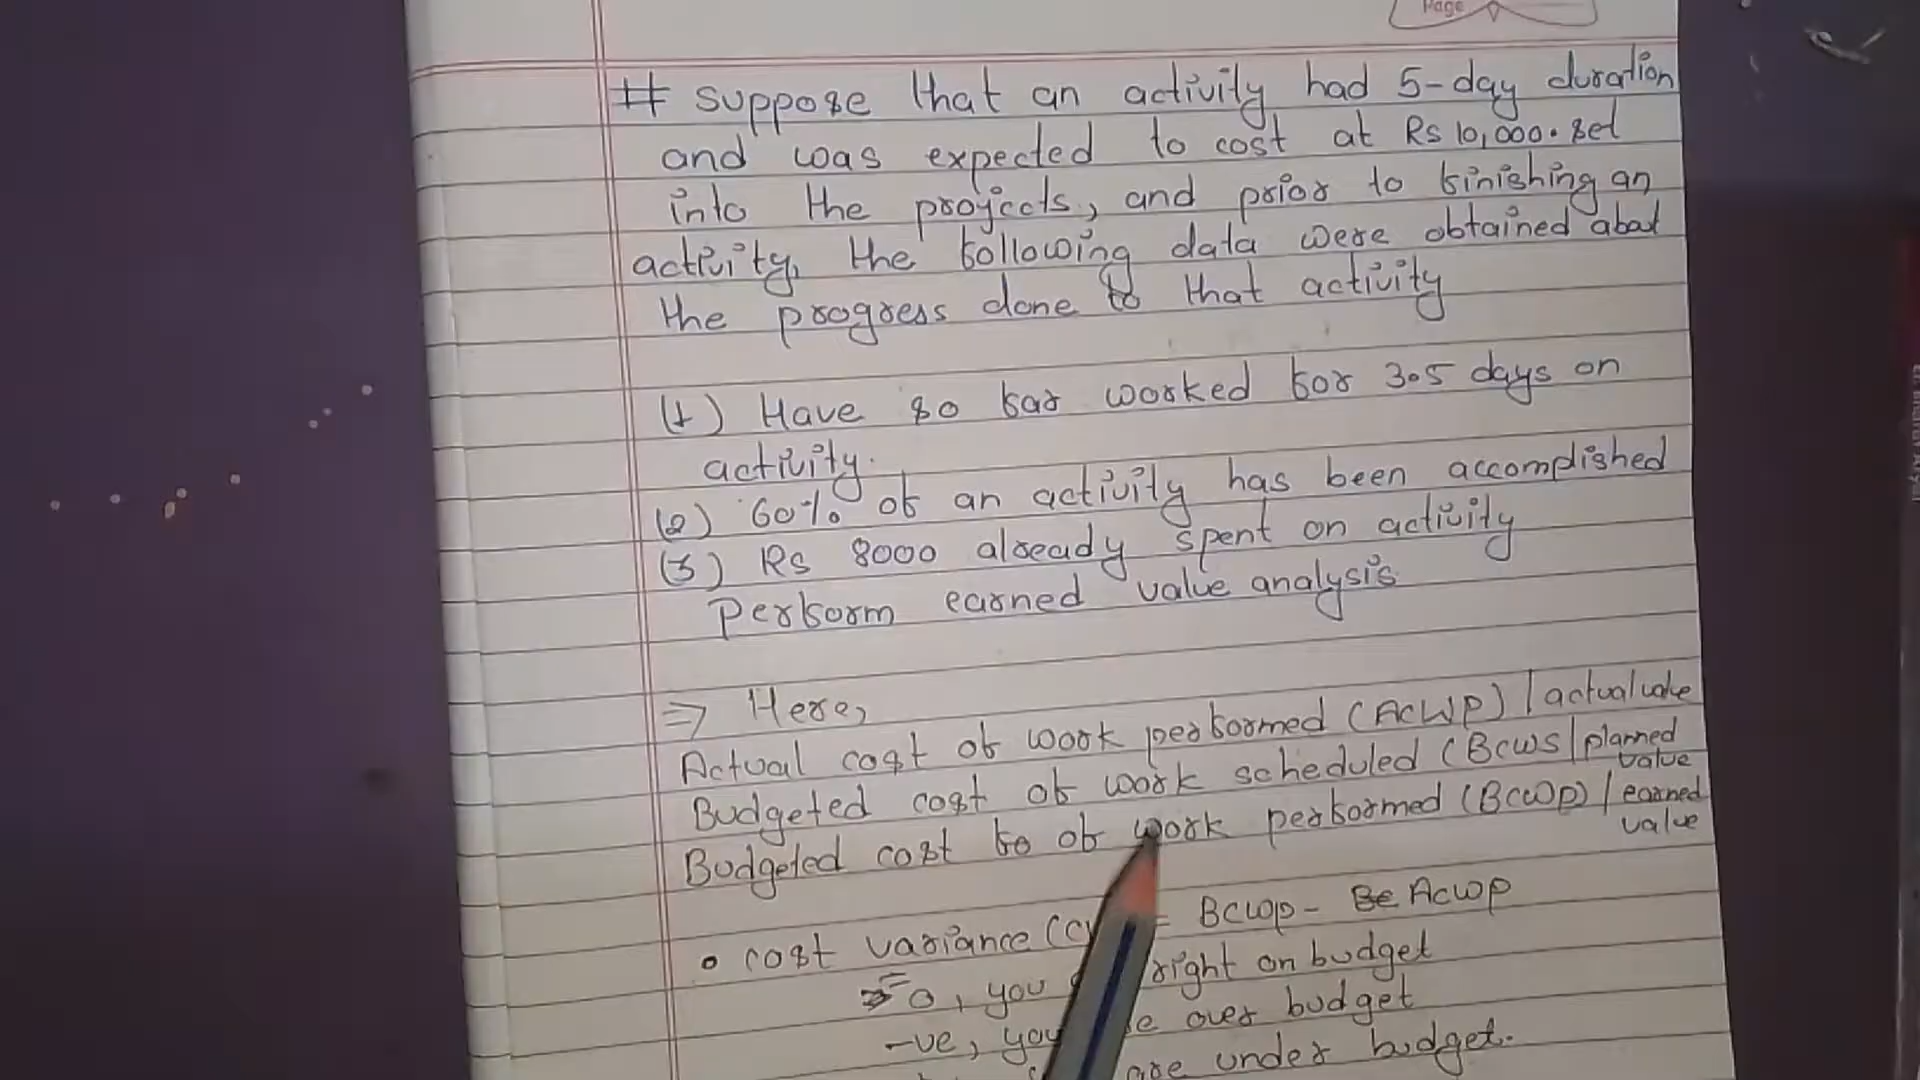 Page
# suppose that an activity had 5-day duration
and was expected to cost at Rs 10,000. set
into the projects, and prior to finishing an
activity, the following data were obtained about
the progress done to that activity
(1) Have so far worked for 3.5 days on
activity.
(2) 60% of an activity has been accomplished
(3) Rs 8000 already spent on activity
Perform earned value analysis
⇒ Here,
Actual cost of work performed (ACWP) / actual value
Budgeted cost of work scheduled (BCWS / planned value
Budgeted cost fo of work performed (BCWP) / earned value
• cost variance (CV = BCWP - Be ACWP
= 0, you right on budget
-ve, you over budget
are under budget.